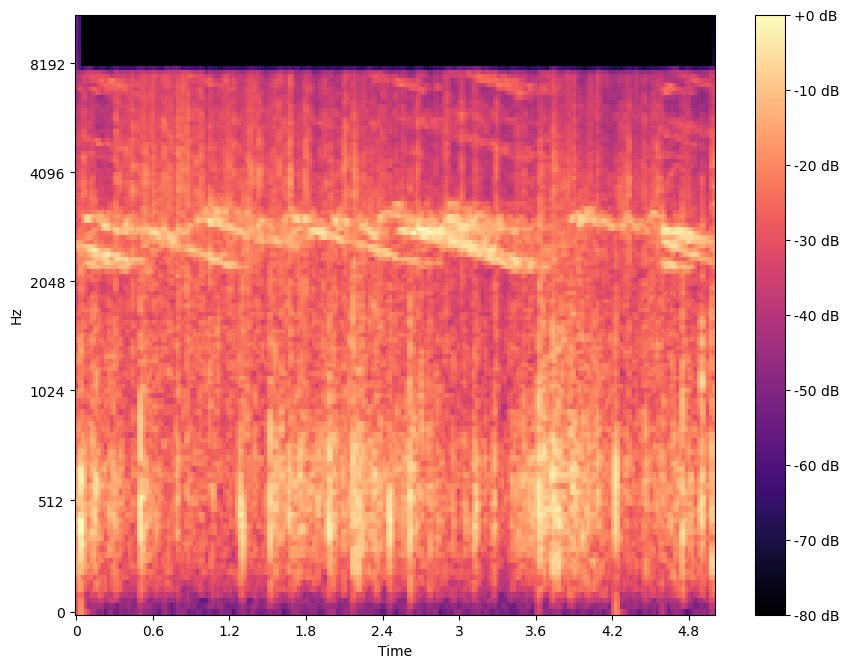 +0 dB
8192
-10 dB
4096
-20 dB
-30 dB
2048
Hz
-40 dB
1024
-50 dB
512
-60 dB
-70 dB
0
-80 dB
0 0.6 1.2 1.8 2.4 3 3.6 4.2 4.8
Time